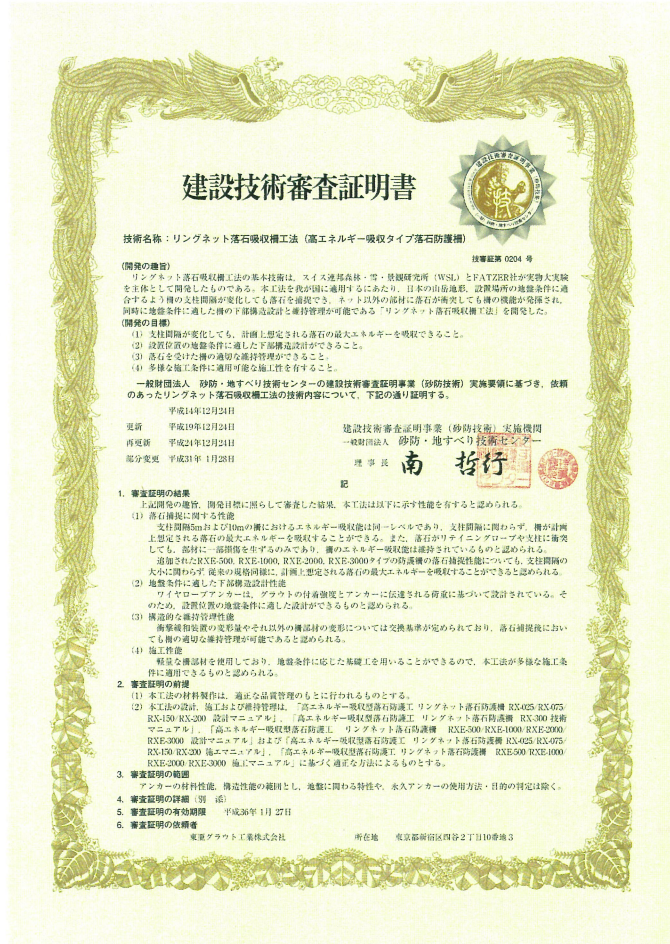 建設技術審査証明書
建設技術審査証明事業（砂防技術）
技術名称：リングネット落石吸収柵工法（高エネルギー吸収タイプ落石防護柵）
技審証第 0204 号
(開発の趣旨)
リングネット落石吸収柵工法の基本技術は、スイス連邦森林・雪・景観研究所（WSL）とFATZER社が実物大実験
を主体として開発したものである。本工法を我が国に適用するにあたり、日本の山岳地形、設置場所の地盤条件に適
合するよう柵の支柱間隔が変化しても落石を捕捉でき、ネット以外の部材に落石が衝突しても柵の機能が発揮され、
同時に地盤条件に適した柵の下部構造設計と維持管理が可能である「リングネット落石吸収柵工法」を開発した。
(開発の目標)
(1) 支柱間隔が変化しても、計画上想定される落石の最大エネルギーを吸収できること。
(2) 設置位置の地盤条件に適した下部構造設計ができること。
(3) 落石を受けた柵の適切な維持管理ができること。
(4) 多様な施工条件に適用可能な施工性を有すること。
一般財団法人 砂防・地すべり技術センターの建設技術審査証明事業（砂防技術）実施要領に基づき、依頼
のあったリングネット落石吸収柵工法の技術内容について、下記の通り証明する。
平成14年12月24日
更新 平成19年12月24日
再更新 平成24年12月24日
部分変更 平成31年 1月28日
建設技術審査証明事業（砂防技術）実施機関
一般財団法人 砂防・地すべり技術センター
理事長 南 哲行
記
1. 審査証明の結果
上記開発の趣旨、開発目標に照らして審査した結果、本工法は以下に示す性能を有すると認められる。
(1) 落石捕捉に関する性能
支柱間隔5mおよび10mの柵におけるエネルギー吸収能は同一レベルであり、支柱間隔に関わらず、柵が計画
上想定される落石の最大エネルギーを吸収することができる。また、落石がリテイニングロープや支柱に衝突
しても、部材に一部損傷を生ずるのみであり、柵のエネルギー吸収能は維持されているものと認められる。
追加されたRXE-500, RXE-1000, RXE-2000, RXE-3000タイプの防護柵の落石捕捉性能についても、支柱間隔の
大小に関わらず、従来の規格同様に、計画上想定される落石の最大エネルギーを吸収することができると認められる。
(2) 地盤条件に適した下部構造設計性能
ワイヤロープアンカーは、グラウトの付着強度とアンカーに伝達される荷重に基づいて設計されている。そ
のため、設置位置の地盤条件に適した設計ができるものと認められる。
(3) 構造的な維持管理性能
衝撃緩和装置の変形量やそれ以外の柵部材の変形については交換基準が定められており、落石捕捉後におい
ても柵の適切な維持管理が可能であると認められる。
(4) 施工性能
軽量な柵部材を使用しており、地盤条件に応じた基礎工を用いることができるので、本工法が多様な施工条
件に適用できるものと認められる。
2. 審査証明の前提
(1) 本工法の材料製作は、適正な品質管理のもとに行われるものとする。
(2) 本工法の設計、施工および維持管理は、「高エネルギー吸収型落石防護工 リングネット落石防護柵 RX-025/RX-075/
RX-150/RX-200 設計マニュアル」、「高エネルギー吸収型落石防護工 リングネット落石防護柵 RX-300 技術
マニュアル」、「高エネルギー吸収型落石防護工 リングネット落石防護柵 RXE-500/RXE-1000/RXE-2000/
RXE-3000 設計マニュアル」および「高エネルギー吸収型落石防護工 リングネット落石防護柵 RX-025/RX-075/
RX-150/RX-200 施工マニュアル」、「高エネルギー吸収型落石防護工 リングネット落石防護柵 RXE-500/RXE-1000/
RXE-2000/RXE-3000 施工マニュアル」に基づく適正な方法によるものとする。
3. 審査証明の範囲
アンカーの材料性能、構造性能の範囲とし、地盤に関わる特性や、永久アンカーの使用方法・目的の判定は除く。
4. 審査証明の詳細（別 添）
5. 審査証明の有効期限 平成36年 1月 27日
6. 審査証明の依頼者
東亜グラウト工業株式会社 所在地 東京都新宿区四谷2丁目10番地3